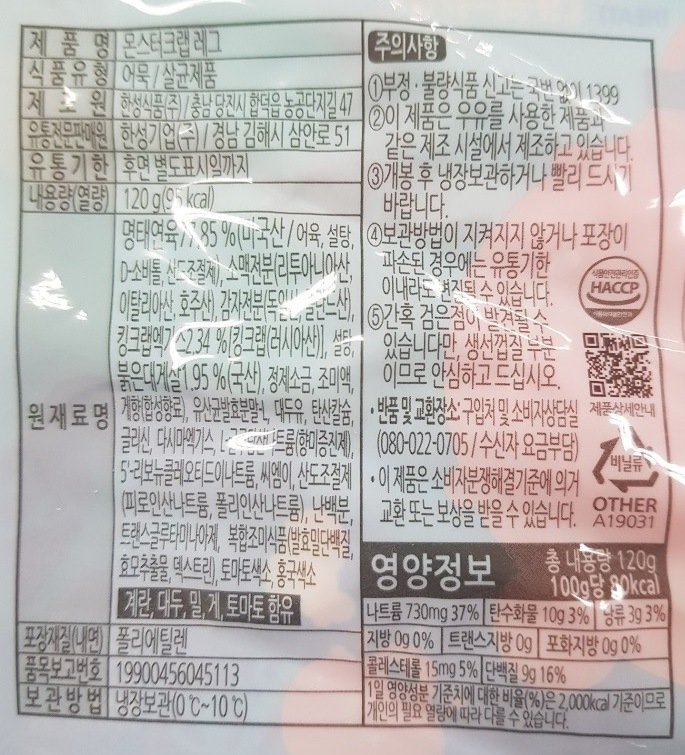 제품명 몬스터크랩 레그
식품유형 어묵/살균제품
제조원 한성식품(주)/충남 당진시 합덕읍 농공단지길 47
유통전문판매원 한성기업(주)/경남 김해시 삼안로 51
유통기한 후면 별도표시일까지
내용량(열량) 120 g(95 kcal)
원재료명
명태연육 85 %(미국산/어육, 설탕,
D-소비톨, 산도조절제), 소맥전분(리투아니아산,
이탈리아산, 호주산), 감자전분
킹크랩엑기스2.34 %[킹크랩(러시아산)], 설탕,
붉은대게살1.95 %(국산), 정제소금, 조미액,
게향(합성향료), 유산균발효분말-L, 대두유, 탄산칼슘,
글리신, 다시마엑기스, (향미증진제),
5'-리보뉴클레오티드이나트륨, 씨엠이, 산도조절제
(피로인산나트륨, 폴리인산나트륨), 난백분,
트랜스글루타미나아제, 복합조미식품(발효밀단백질,
효모추출물, 덱스트린), 토마토색소, 홍국색소
계란, 대두, 밀, 게, 토마토 함유
포장재질(내면) 폴리에틸렌
품목보고번호 19900456045113
보관방법 냉장보관(0 ℃~10 ℃)
주의사항
①부정·불량식품 신고는 국번 없이 1399
②이 제품은 우유를 사용한 제품과
같은 제조 시설에서 제조하고 있습니다.
③개봉 후 냉장보관하거나 빨리 드시기
바랍니다.
④보관방법이 지켜지지 않거나 포장이
파손된 경우에는 유통기한
이내라도 변질될 수 있습니다.
⑤간혹 검은점이 발견될 수
있습니다만, 생선껍질 부분
이므로 안심하고 드십시오.
·반품 및 교환장소:구입처 및 소비자상담실
(080-022-0705/수신자 요금부담)
·이 제품은 소비자분쟁해결기준에 의거
교환 또는 보상을 받을 수 있습니다.
식품안전관리인증
HACCP
식품의약품안전처
제품상세안내
비닐류
OTHER
A19031
영양정보
총 내용량 120g
100g당 80kcal
나트륨 730mg 37% 탄수화물 10g 3% 당류 3g 3%
지방 0g 0% 트랜스지방 0g 포화지방 0g 0%
콜레스테롤 15mg 5% 단백질 9g 16%
1일 영양성분 기준치에 대한 비율(%)은 2,000kcal 기준이므로
개인의 필요 열량에 따라 다를 수 있습니다.